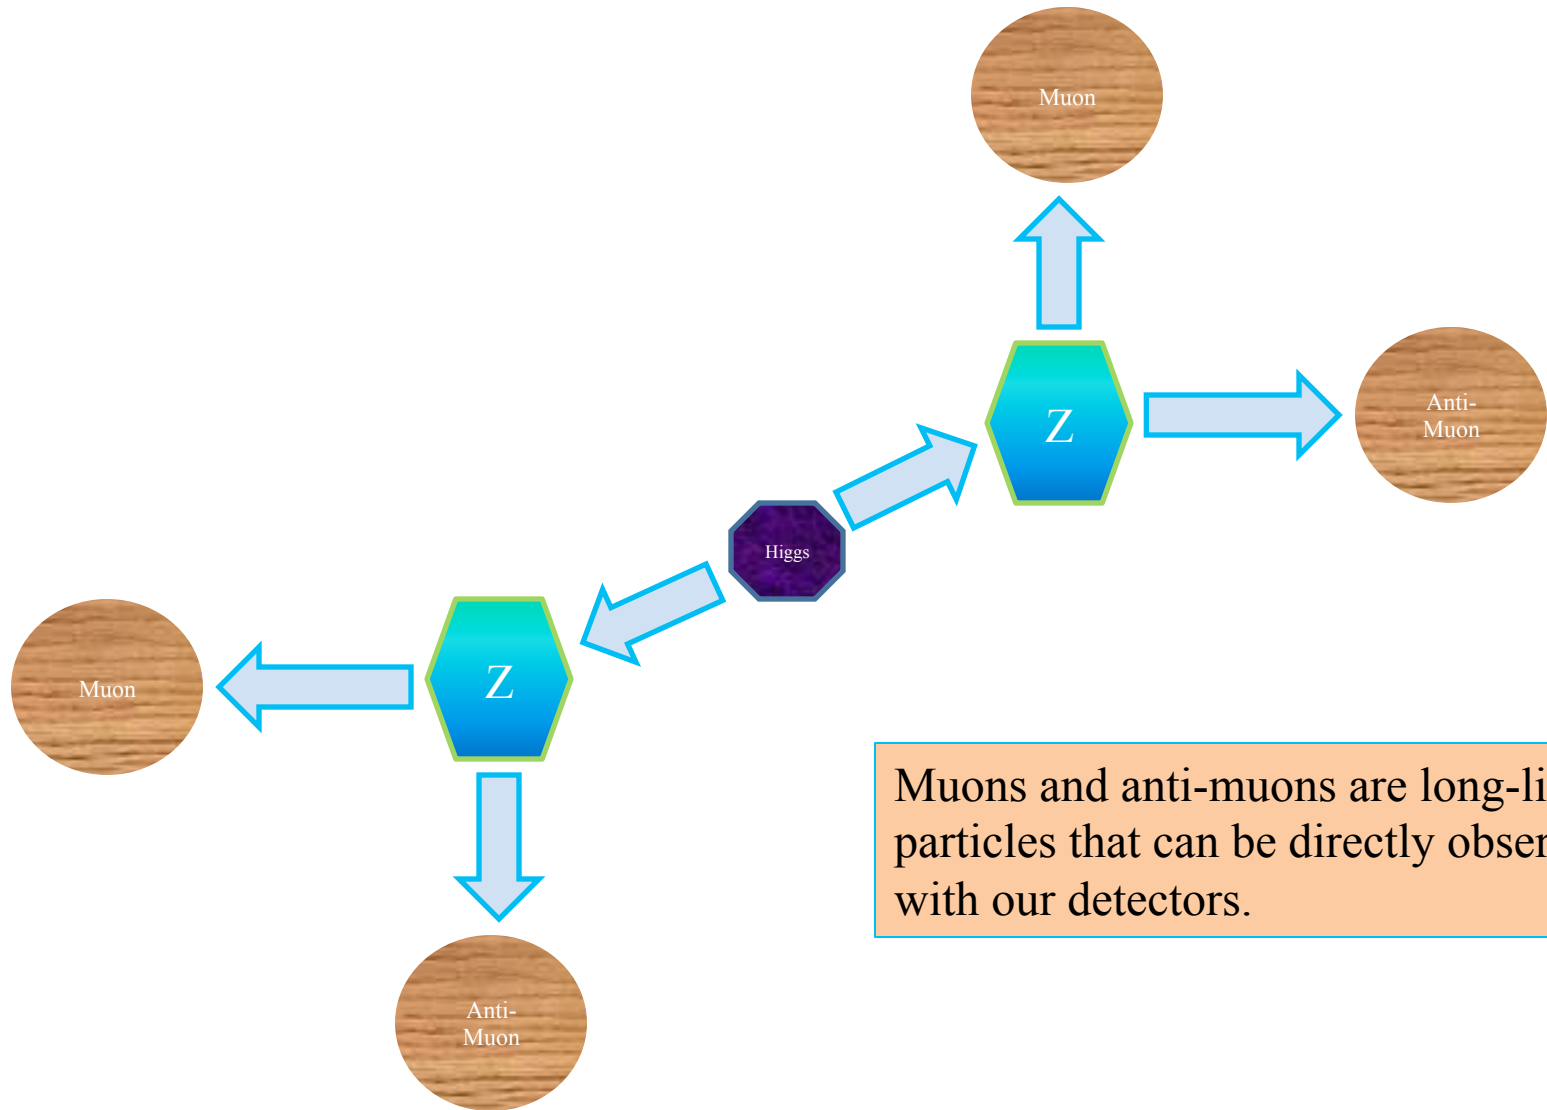 Muon
Anti-
Muon
Z
Higgs
Z
Muon
Anti-
Muon
Muons and anti-muons are long-li
particles that can be directly obser
with our detectors.